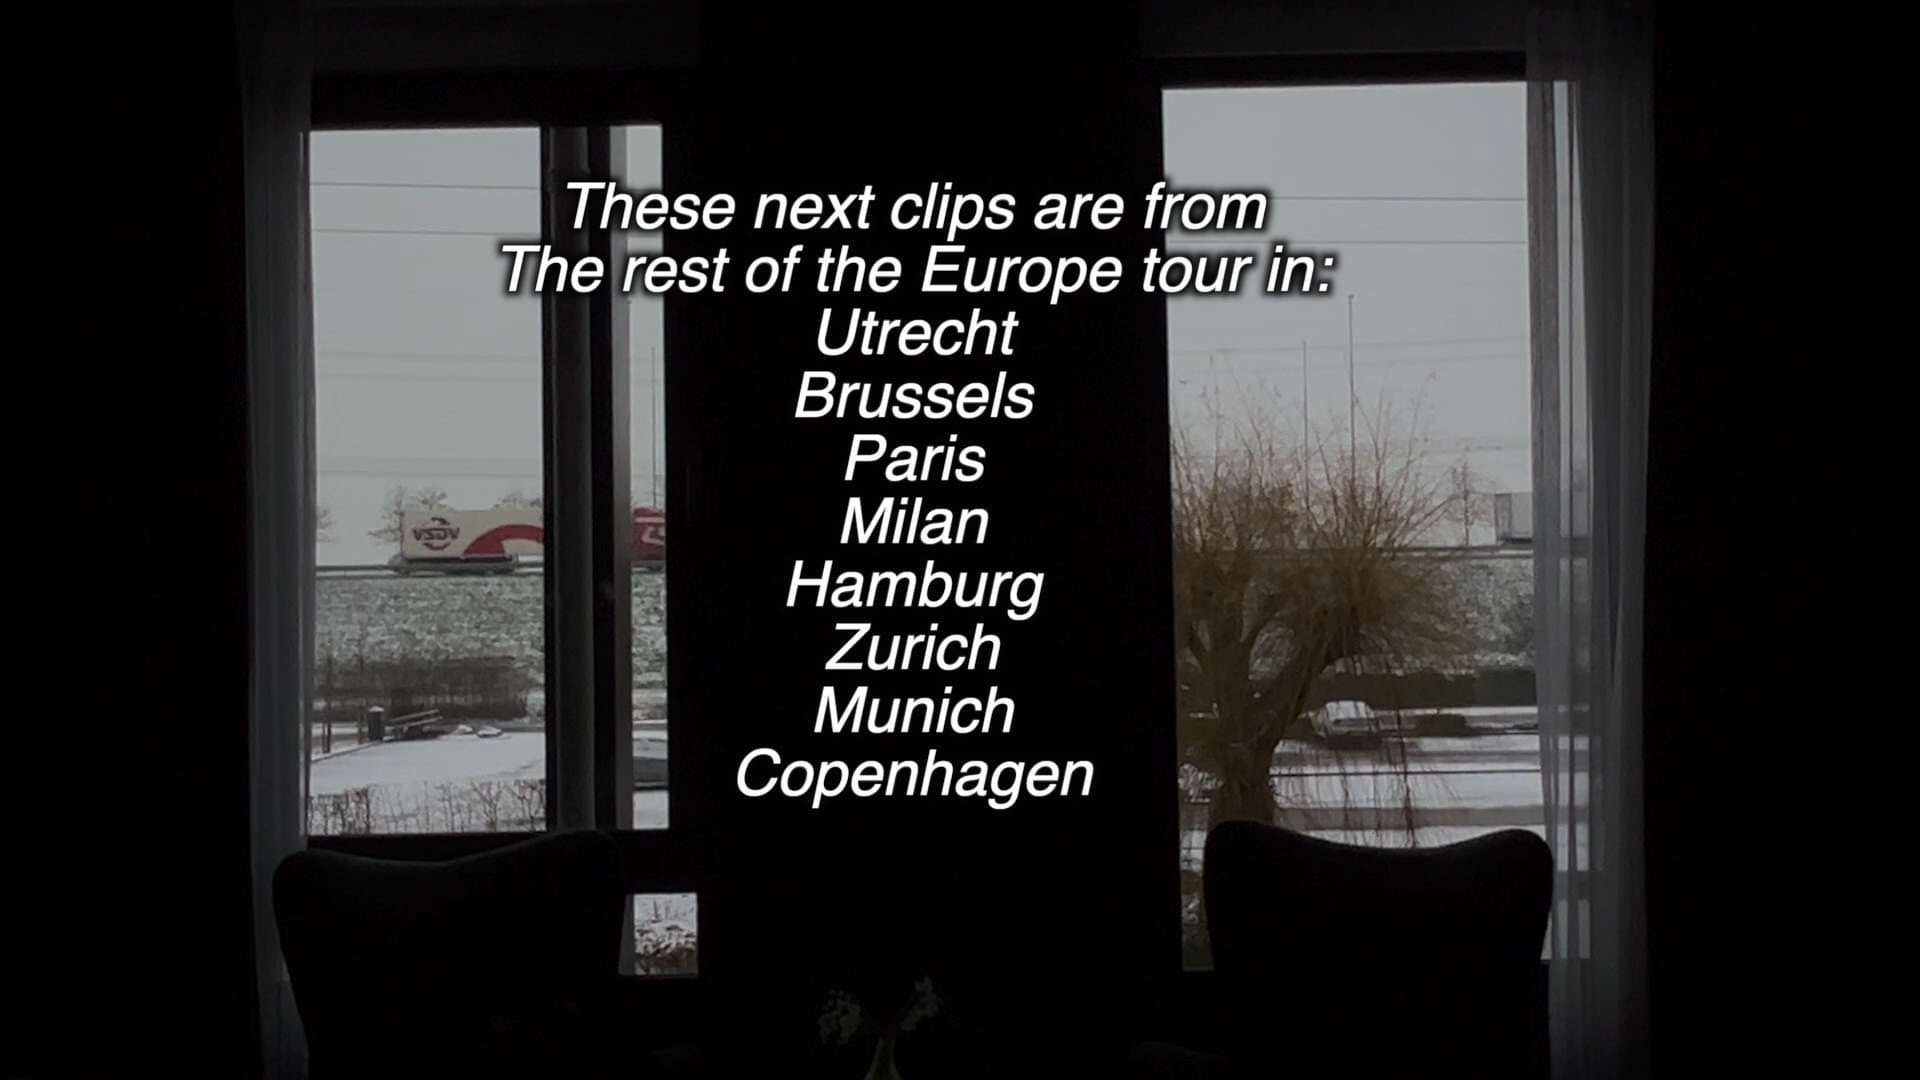 These next clips are from
The rest of the Europe tour in:
Utrecht
Brussels
Paris
Milan
Hamburg
Zurich
Munich
Copenhagen
VSDV